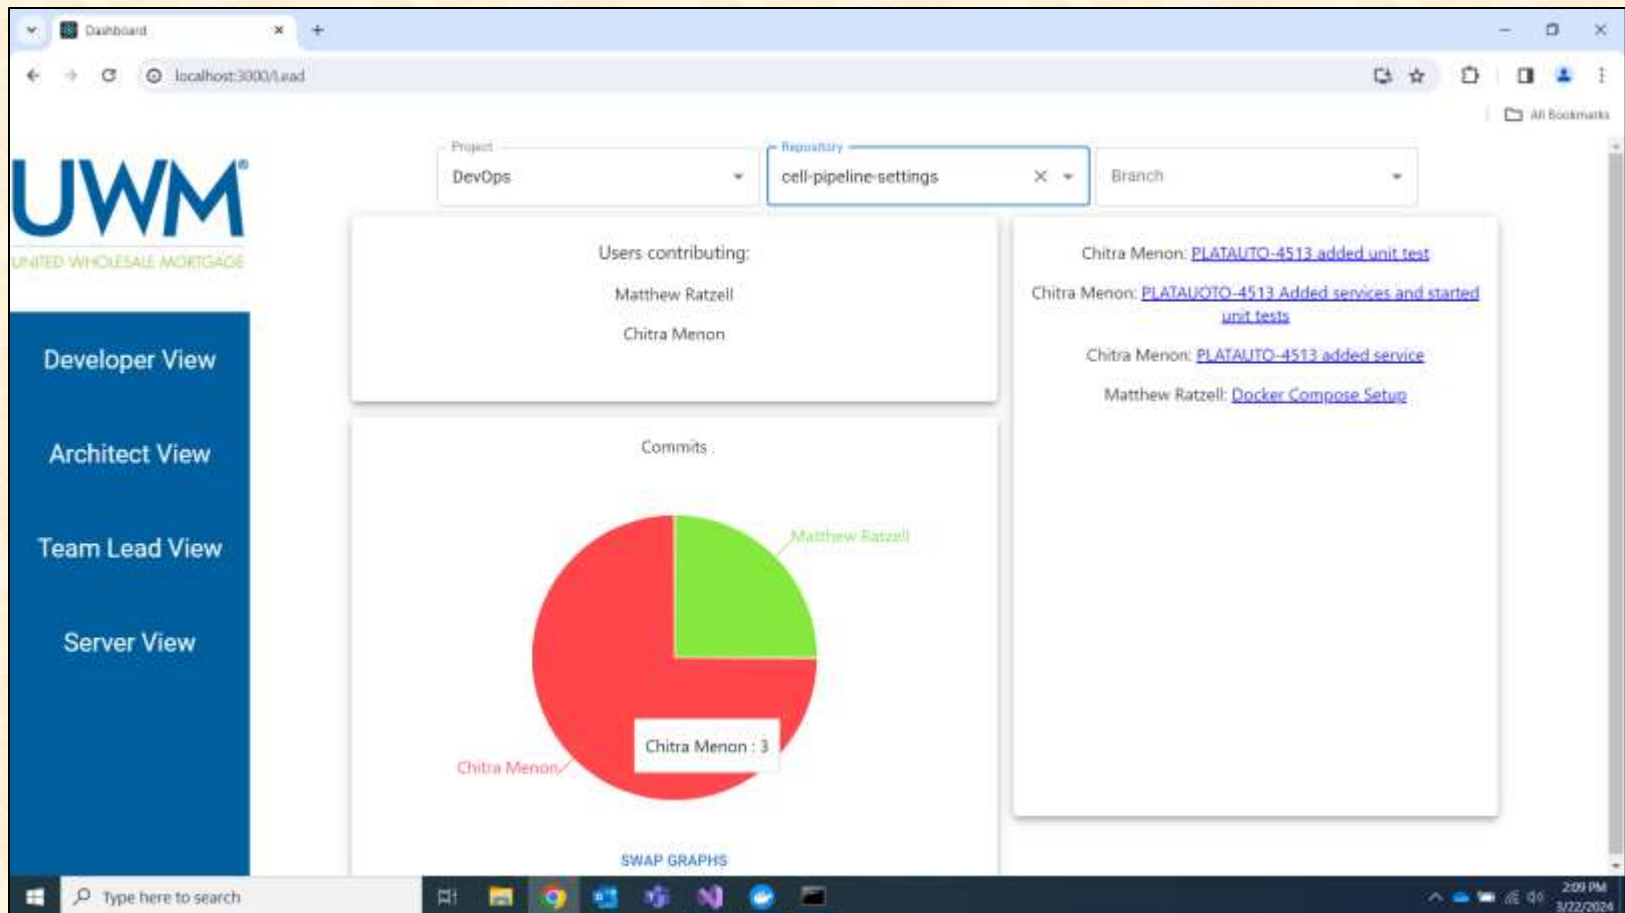 Dashboard
localhost:3000/Lead
All Bookmarks
UWM®
UNITED WHOLESALE MORTGAGE
Project
DevOps
Repository
cell-pipeline-settings
Branch
Developer View
Architect View
Team Lead View
Server View
Users contributing:
Matthew Ratzell
Chitra Menon
Chitra Menon: PLATAUTO-4513 added unit test
Chitra Menon: PLATAUOTO-4513 Added services and started
unit tests
Chitra Menon: PLATAUTO-4513 added service
Matthew Ratzell: Docker Compose Setup
Commits :
Matthew Ratzell
Chitra Menon
Chitra Menon : 3
SWAP GRAPHS
Type here to search
2:09 PM
3/22/2024